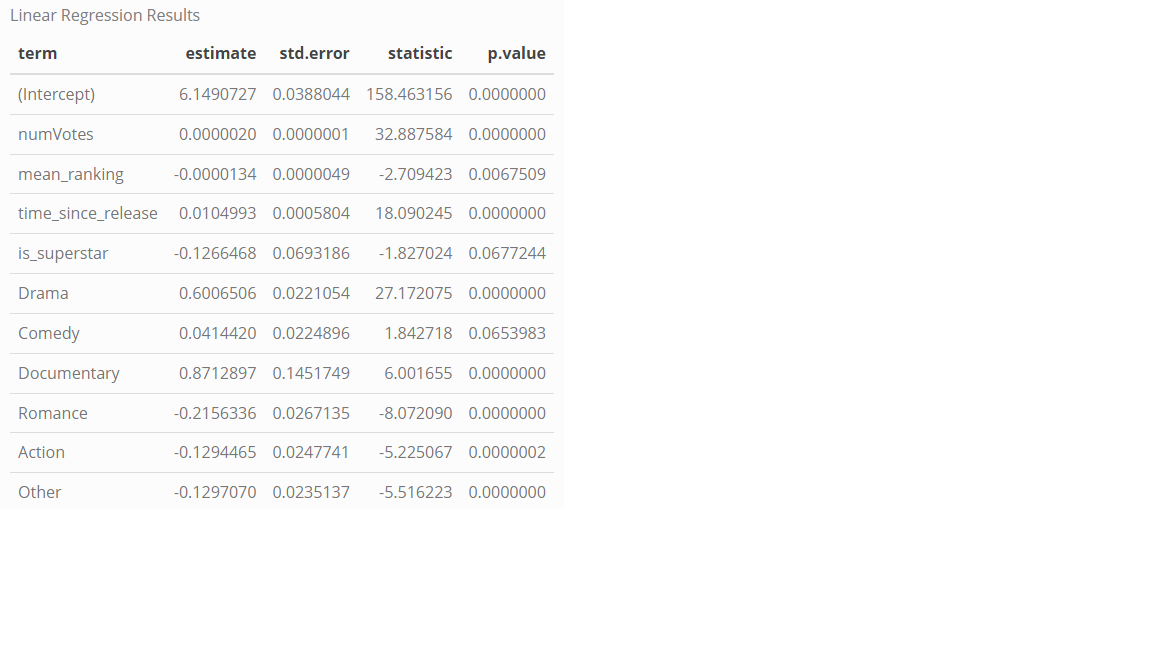 Linear Regression Results
term estimate std.error statistic p.value
(Intercept) 6.1490727 0.0388044 158.463156 0.0000000
numVotes 0.0000020 0.0000001 32.887584 0.0000000
mean_ranking -0.0000134 0.0000049 -2.709423 0.0067509
time_since_release 0.0104993 0.0005804 18.090245 0.0000000
is_superstar -0.1266468 0.0693186 -1.827024 0.0677244
Drama 0.6006506 0.0221054 27.172075 0.0000000
Comedy 0.0414420 0.0224896 1.842718 0.0653983
Documentary 0.8712897 0.1451749 6.001655 0.0000000
Romance -0.2156336 0.0267135 -8.072090 0.0000000
Action -0.1294465 0.0247741 -5.225067 0.0000002
Other -0.1297070 0.0235137 -5.516223 0.0000000